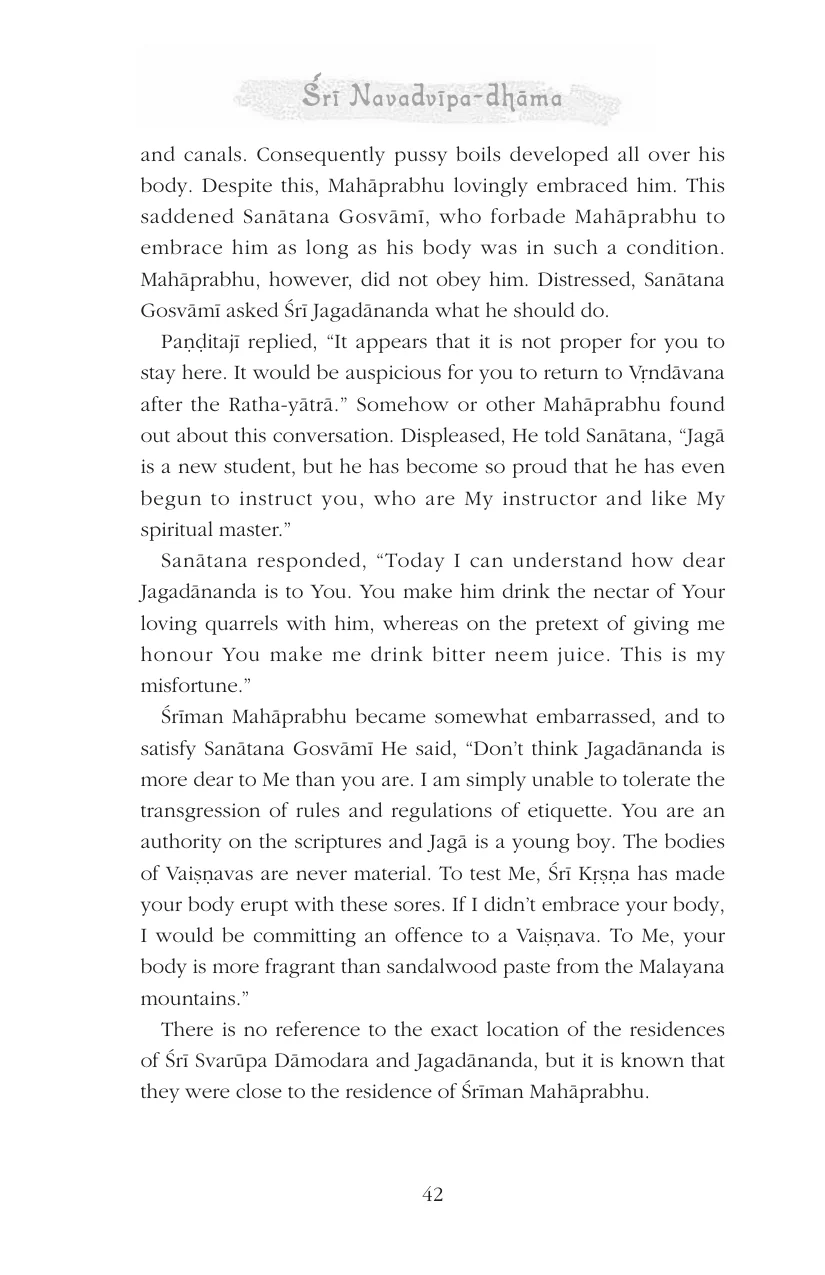 Śrī Navadvīpa-dhāma
and canals. Consequently pussy boils developed all over his
body. Despite this, Mahāprabhu lovingly embraced him. This
saddened Sanātana Gosvāmī, who forbade Mahāprabhu to
embrace him as long as his body was in such a condition.
Mahāprabhu, however, did not obey him. Distressed, Sanātana
Gosvāmī asked Śrī Jagadānanda what he should do.
Paṇḍitajī replied, “It appears that it is not proper for you to
stay here. It would be auspicious for you to return to Vṛndāvana
after the Ratha-yātrā.” Somehow or other Mahāprabhu found
out about this conversation. Displeased, He told Sanātana, “Jagā
is a new student, but he has become so proud that he has even
begun to instruct you, who are My instructor and like My
spiritual master.”
Sanātana responded, “Today I can understand how dear
Jagadānanda is to You. You make him drink the nectar of Your
loving quarrels with him, whereas on the pretext of giving me
honour You make me drink bitter neem juice. This is my
misfortune.”
Śrīman Mahāprabhu became somewhat embarrassed, and to
satisfy Sanātana Gosvāmī He said, “Don’t think Jagadānanda is
more dear to Me than you are. I am simply unable to tolerate the
transgression of rules and regulations of etiquette. You are an
authority on the scriptures and Jagā is a young boy. The bodies
of Vaiṣṇavas are never material. To test Me, Śrī Kṛṣṇa has made
your body erupt with these sores. If I didn’t embrace your body,
I would be committing an offence to a Vaiṣṇava. To Me, your
body is more fragrant than sandalwood paste from the Malayana
mountains.”
There is no reference to the exact location of the residences
of Śrī Svarūpa Dāmodara and Jagadānanda, but it is known that
they were close to the residence of Śrīman Mahāprabhu.
42